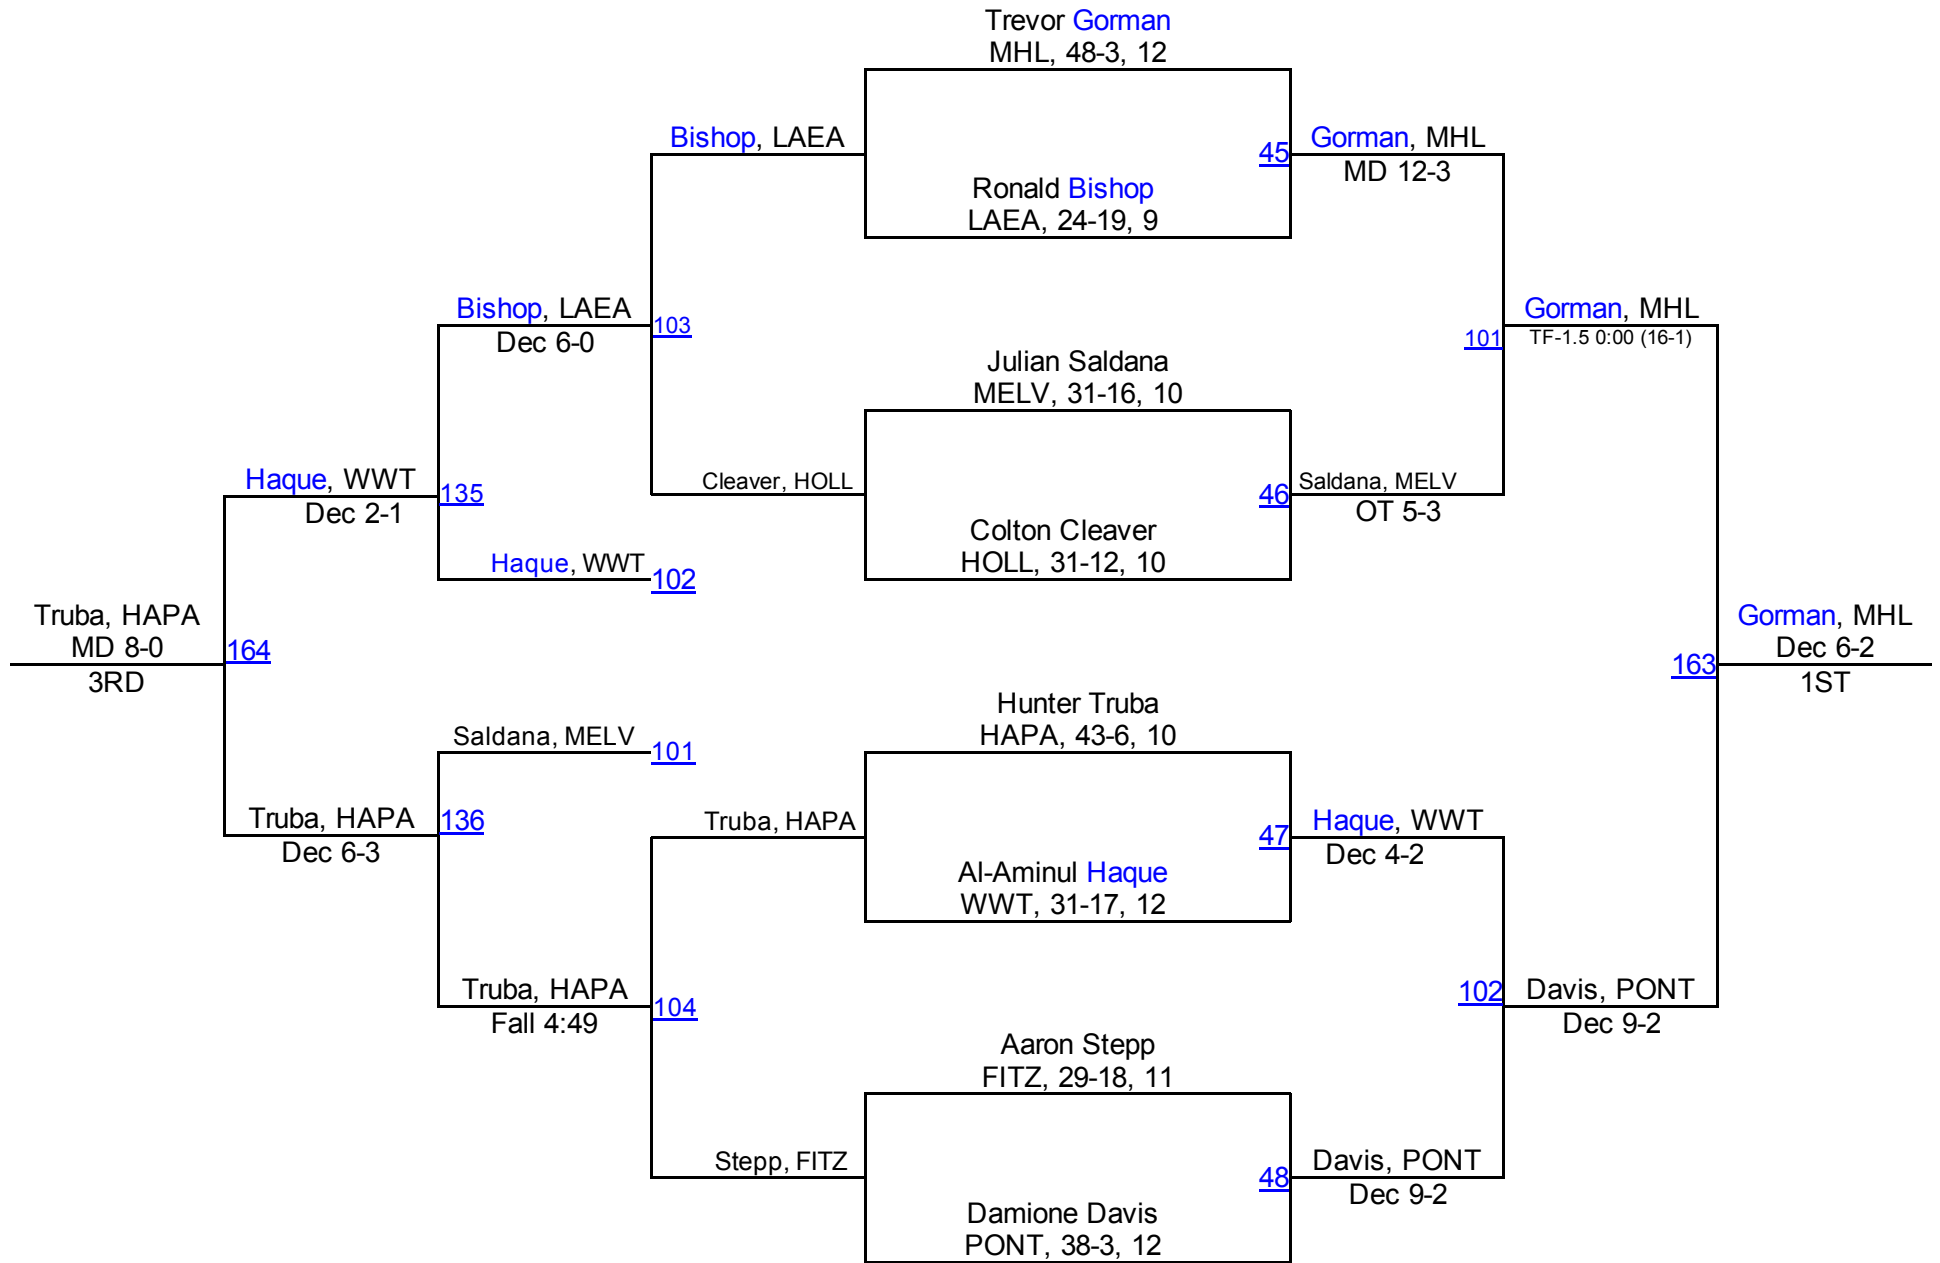 Trevor Gorman
MHL, 48-3, 12
Bishop, LAEA
45
Gorman, MHL
MD 12-3
Ronald Bishop
LAEA, 24-19, 9
Bishop, LAEA
Dec 6-0
103
101
Gorman, MHL
TF-1.5 0:00 (16-1)
Julian Saldana
MELV, 31-16, 10
Haque, WWT
Dec 2-1
135
Cleaver, HOLL
46
Saldana, MELV
OT 5-3
Colton Cleaver
HOLL, 31-12, 10
Haque, WWT
102
Truba, HAPA
MD 8-0
3RD
164
163
Gorman, MHL
Dec 6-2
1ST
Hunter Truba
HAPA, 43-6, 10
Saldana, MELV
101
Truba, HAPA
Dec 6-3
136
Truba, HAPA
47
Haque, WWT
Dec 4-2
Al-Aminul Haque
WWT, 31-17, 12
Truba, HAPA
Fall 4:49
104
102
Davis, PONT
Dec 9-2
Aaron Stepp
FITZ, 29-18, 11
Stepp, FITZ
48
Davis, PONT
Dec 9-2
Damione Davis
PONT, 38-3, 12